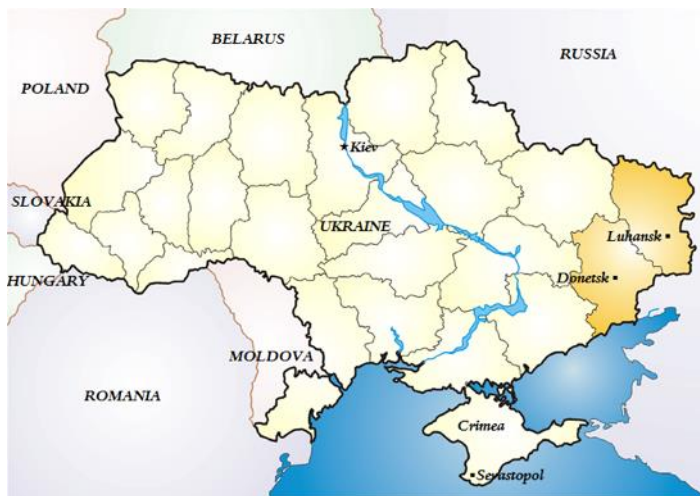 BELARUS
RUSSIA
POLAND
Kiev
SLOVAKIA
UKRAINE
Luhansk
HUNGARY
Donetsk
MOLDOVA
ROMANIA
Crimea
Sevastopol